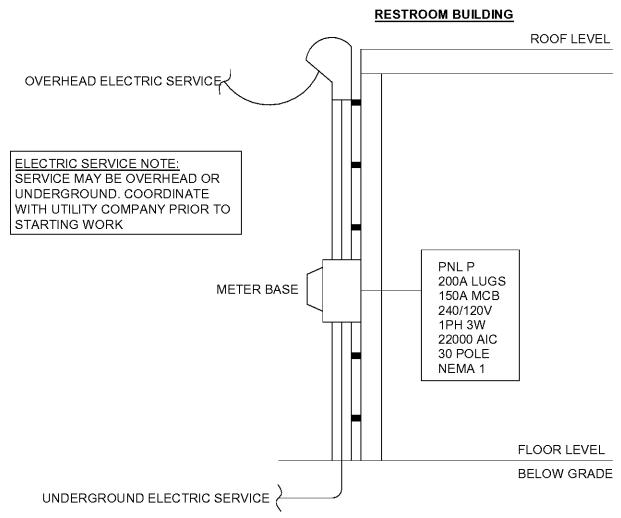 RESTROOM BUILDING
ROOF LEVEL
OVERHEAD ELECTRIC SERVICE
ELECTRIC SERVICE NOTE:
SERVICE MAY BE OVERHEAD OR
UNDERGROUND. COORDINATE
WITH UTILITY COMPANY PRIOR TO
STARTING WORK
METER BASE
PNL P
200A LUGS
150A MCB
240/120V
1PH 3W
22000 AIC
30 POLE
NEMA 1
FLOOR LEVEL
BELOW GRADE
UNDERGROUND ELECTRIC SERVICE